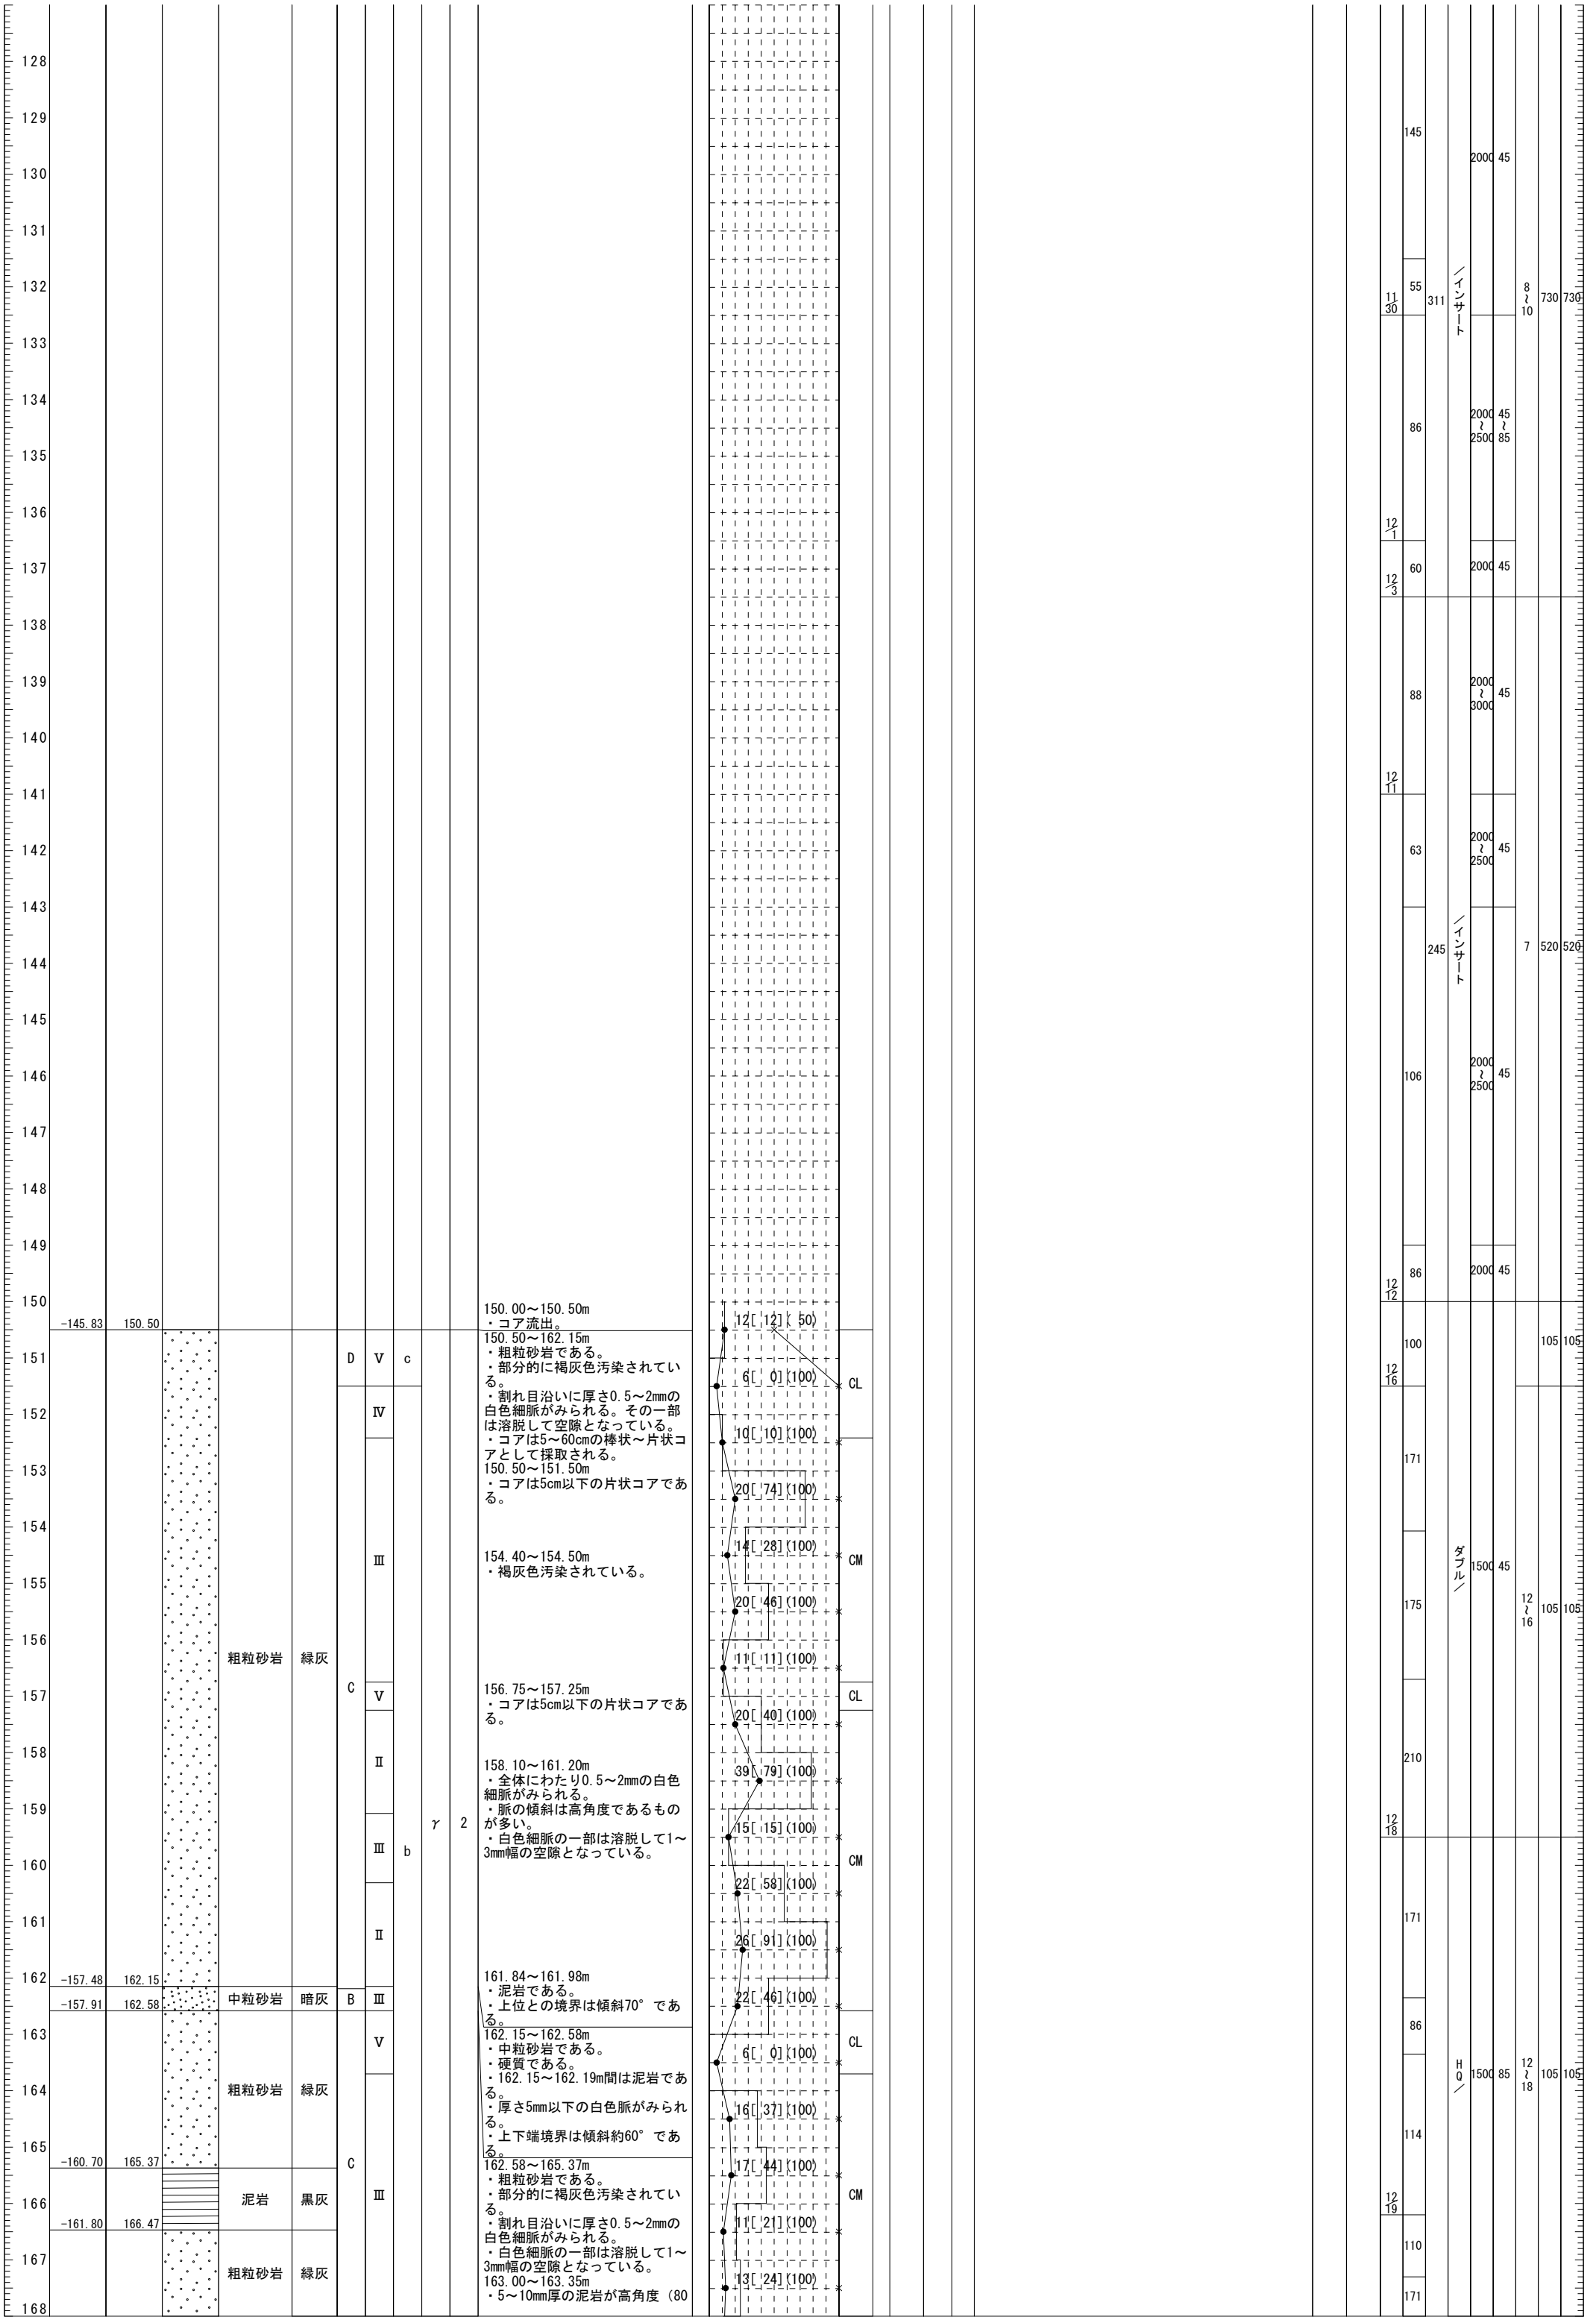 128
129
130
131
132
133
134
135
136
137
138
139
140
141
142
143
144
145
146
147
148
149
150
151
152
153
154
155
156
157
158
159
160
161
162
163
164
165
166
167
168
-145.83 150.50
-157.48 162.15
-157.91 162.58
-160.70 165.37
-161.80 166.47
粗粒砂岩 緑灰
中粒砂岩 暗灰
粗粒砂岩 緑灰
泥岩 黒灰
粗粒砂岩 緑灰
D
C
B
C
Ⅴ
Ⅳ
Ⅲ
Ⅴ
Ⅱ
Ⅲ
Ⅱ
Ⅲ
Ⅴ
Ⅲ
c
b
γ
2
150.00～150.50m
・コア流出。
150.50～162.15m
・粗粒砂岩である。
・部分的に褐灰色汚染されてい
る。
・割れ目沿いに厚さ0.5～2mmの
白色細脈がみられる。その一部
は溶脱して空隙となっている。
・コアは5～60cmの棒状～片状コ
アとして採取される。
150.50～151.50m
・コアは5cm以下の片状コアであ
る。
154.40～154.50m
・褐灰色汚染されている。
156.75～157.25m
・コアは5cm以下の片状コアであ
る。
158.10～161.20m
・全体にわたり0.5～2mmの白色
細脈がみられる。
・脈の傾斜は高角度であるもの
が多い。
・白色細脈の一部は溶脱して1～
3mm幅の空隙となっている。
161.84～161.98m
・泥岩である。
・上位との境界は傾斜70°であ
る。
162.15～162.58m
・中粒砂岩である。
・硬質である。
・162.15～162.19m間は泥岩であ
る。
・厚さ5mm以下の白色脈がみられ
る。
・上下端境界は傾斜約60°であ
る。
162.58～165.37m
・粗粒砂岩である。
・部分的に褐灰色汚染されてい
る。
・割れ目沿いに厚さ0.5～2mmの
白色細脈がみられる。
・白色細脈の一部は溶脱して1～
3mm幅の空隙となっている。
163.00～163.35m
・5～10mm厚の泥岩が高角度（80
12[ 12]( 50)
6[ 0](100)
10[ 10](100)
20[ 74](100)
14[ 28](100)
20[ 46](100)
11[ 11](100)
20[ 40](100)
39[ 79](100)
15[ 15](100)
22[ 58](100)
26[ 91](100)
22[ 46](100)
6[ 0](100)
16[ 37](100)
17[ 44](100)
11[ 21](100)
13[ 24](100)
CL
CM
CL
CM
CL
CM
11/30
12/1
12/3
12/11
12/12
12/16
12/18
12/19
145
55
86
60
88
63
106
86
100
171
175
210
171
86
114
110
171
311
245
／インサート
／インサート
ダブル／
HQ／
2000 45
2000～2500 45～85
2000 45
2000～3000 45
2000～2500 45
2000～2500 45
2000 45
1500 45
1500 85
8～10 730 730
7 520 520
105 105
12～16 105 105
12～18 105 105